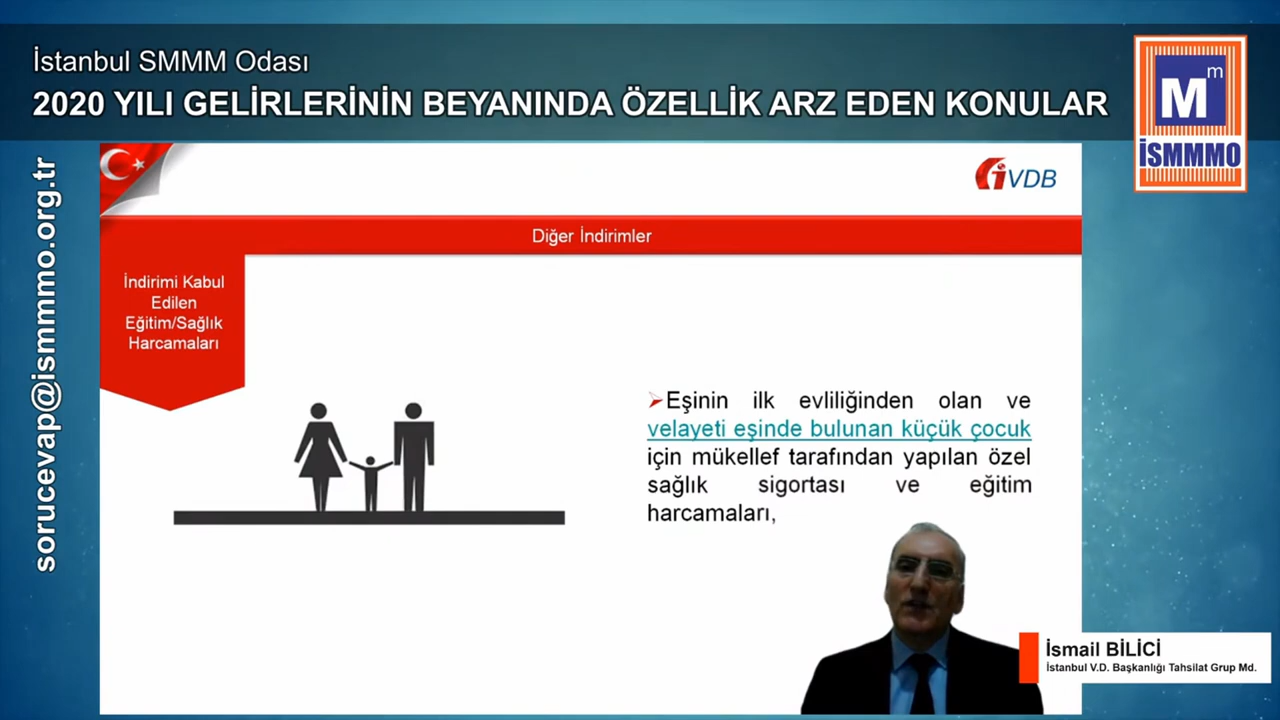 İstanbul SMMM Odası
2020 YILI GELİRLERİNİN BEYANINDA ÖZELLİK ARZ EDEN KONULAR
M m
İSMMMO
sorucevap@ismmmo.org.tr
iVDB
Diğer İndirimler
İndirimi Kabul
Edilen
Eğitim/Sağlık
Harcamaları
Eşinin ilk evliliğinden olan ve
velayeti eşinde bulunan küçük çocuk
için mükellef tarafından yapılan özel
sağlık sigortası ve eğitim
harcamaları,
İsmail BİLİCİ
İstanbul V.D. Başkanlığı Tahsilat Grup Md.